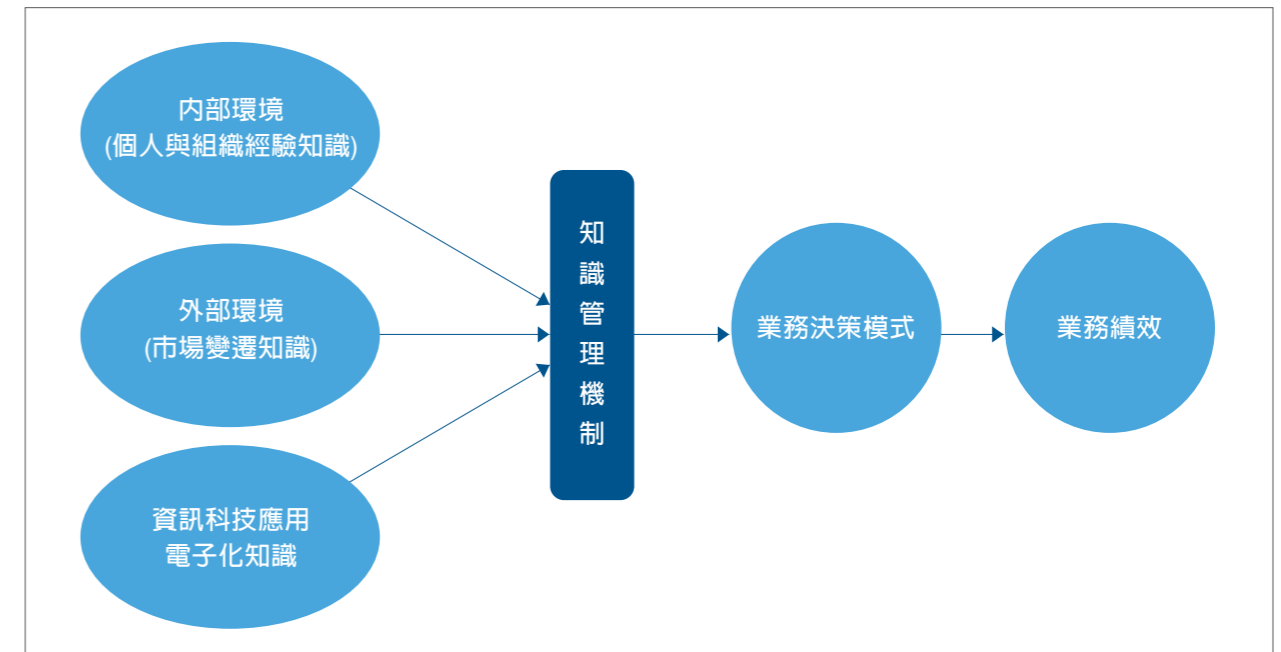 內部環境
(個人與組織經驗知識)
外部環境
(市場變遷知識)
資訊科技應用
電子化知識
知識管理機制
業務決策模式
業務績效